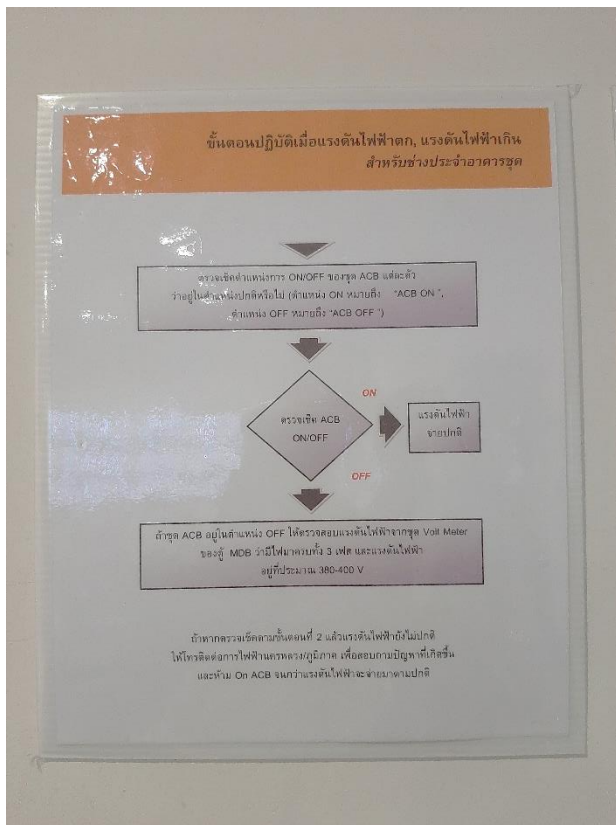 ขั้นตอนปฏิบัติเมื่อแรงดันไฟฟ้าตก, แรงดันไฟฟ้าเกิน
สำหรับช่างประจำอาคารชุด
ตรวจเช็คตำแหน่งการ ON/OFF ของชุด ACB แต่ละตัว
ว่าอยู่ในตำแหน่งปกติหรือไม่ (ตำแหน่ง ON หมายถึง "ACB ON",
ตำแหน่ง OFF หมายถึง "ACB OFF")
ตรวจเช็ค ACB
ON/OFF
ON
แรงดันไฟฟ้า
จ่ายปกติ
OFF
ถ้าชุด ACB อยู่ในตำแหน่ง OFF ให้ตรวจสอบแรงดันไฟฟ้าจากชุด Volt Meter
ของตู้ MDB ว่ามีไฟมาครบทั้ง 3 เฟส และแรงดันไฟฟ้า
อยู่ที่ประมาณ 380-400 V
ถ้าหากตรวจเช็คตามขั้นตอนที่ 2 แล้วแรงดันไฟฟ้ายังไม่ปกติ
ให้โทรติดต่อการไฟฟ้านครหลวง/ภูมิภาค เพื่อสอบถามปัญหาที่เกิดขึ้น
และห้าม On ACB จนกว่าแรงดันไฟฟ้าจะจ่ายมาตามปกติ